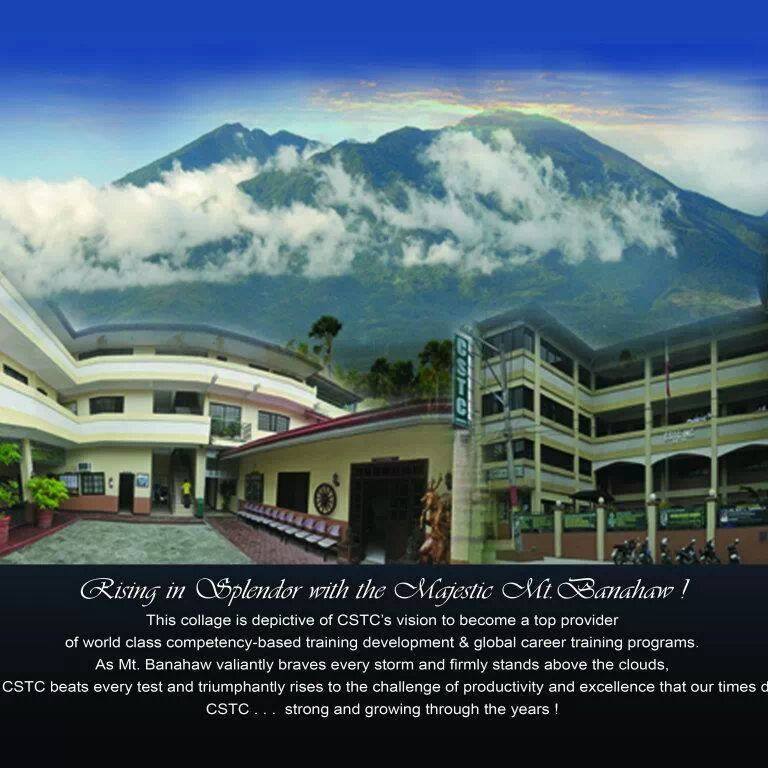 CSTC
Rising in Splendor with the Majestic Mt. Banahaw !
This collage is depictive of CSTC's vision to become a top provider
of world class competency-based training development & global career training programs.
As Mt. Banahaw valiantly braves every storm and firmly stands above the clouds,
CSTC beats every test and triumphantly rises to the challenge of productivity and excellence that our times d
CSTC . . . strong and growing through the years !